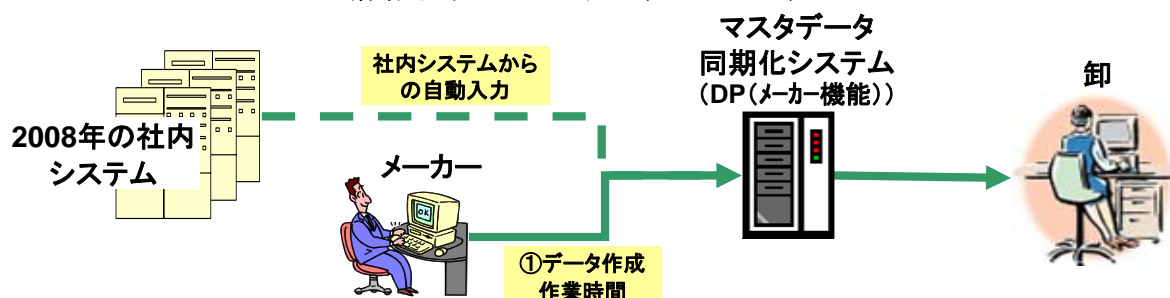 マスタデータ
同期化システム
（DP（ﾒｰｶｰ機能））
社内システムから
の自動入力
卸
2008年の社内
システム
メーカー
OK
①データ作成
作業時間